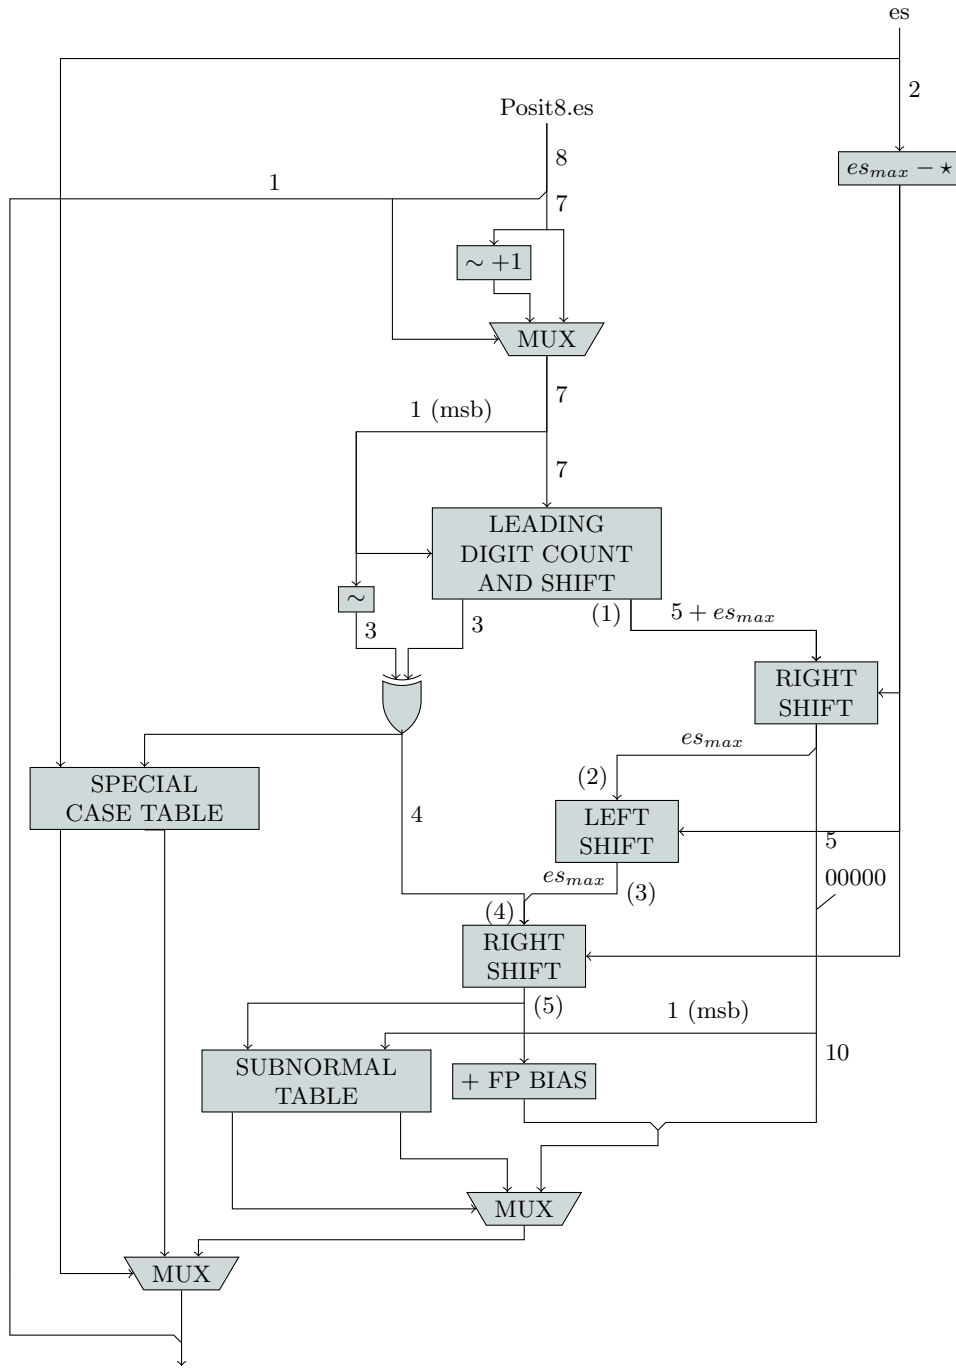 es
2
Posit8.es
8
es_max − ⋆
1
7
∼ +1
MUX
7
1 (msb)
7
LEADING
DIGIT COUNT
AND SHIFT
∼
3
3
(1)
5 + es_max
RIGHT
SHIFT
es_max
(2)
SPECIAL
CASE TABLE
4
LEFT
SHIFT
5
es_max
(3)
00000
(4)
RIGHT
SHIFT
(5)
1 (msb)
10
SUBNORMAL
TABLE
+ FP BIAS
MUX
MUX